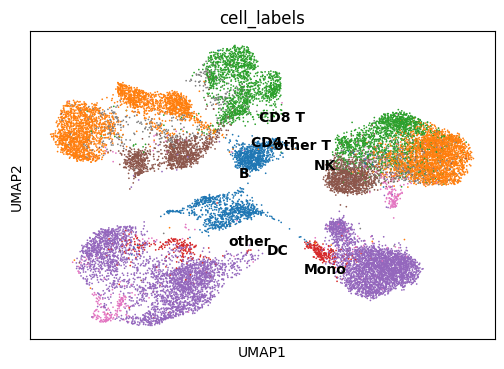 cell_labels
CD8 T
CD4 T
other T
NK
B
other
DC
Mono
UMAP2
UMAP1